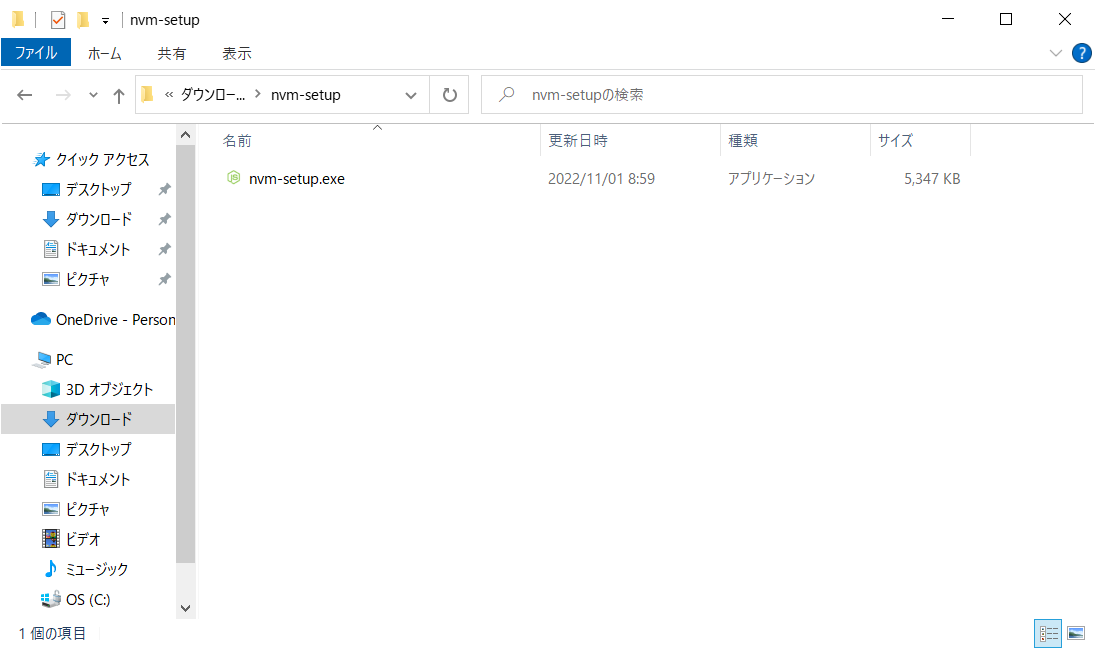 nvm-setup
ファイル ホーム 共有 表示 ?
« ダウンロー... > nvm-setup nvm-setupの検索
名前 更新日時 種類 サイズ
nvm-setup.exe 2022/11/01 8:59 アプリケーション 5,347 KB
クイック アクセス
デスクトップ
ダウンロード
ドキュメント
ピクチャ
OneDrive - Person
PC
3D オブジェクト
ダウンロード
デスクトップ
ドキュメント
ピクチャ
ビデオ
ミュージック
OS (C:)
1 個の項目